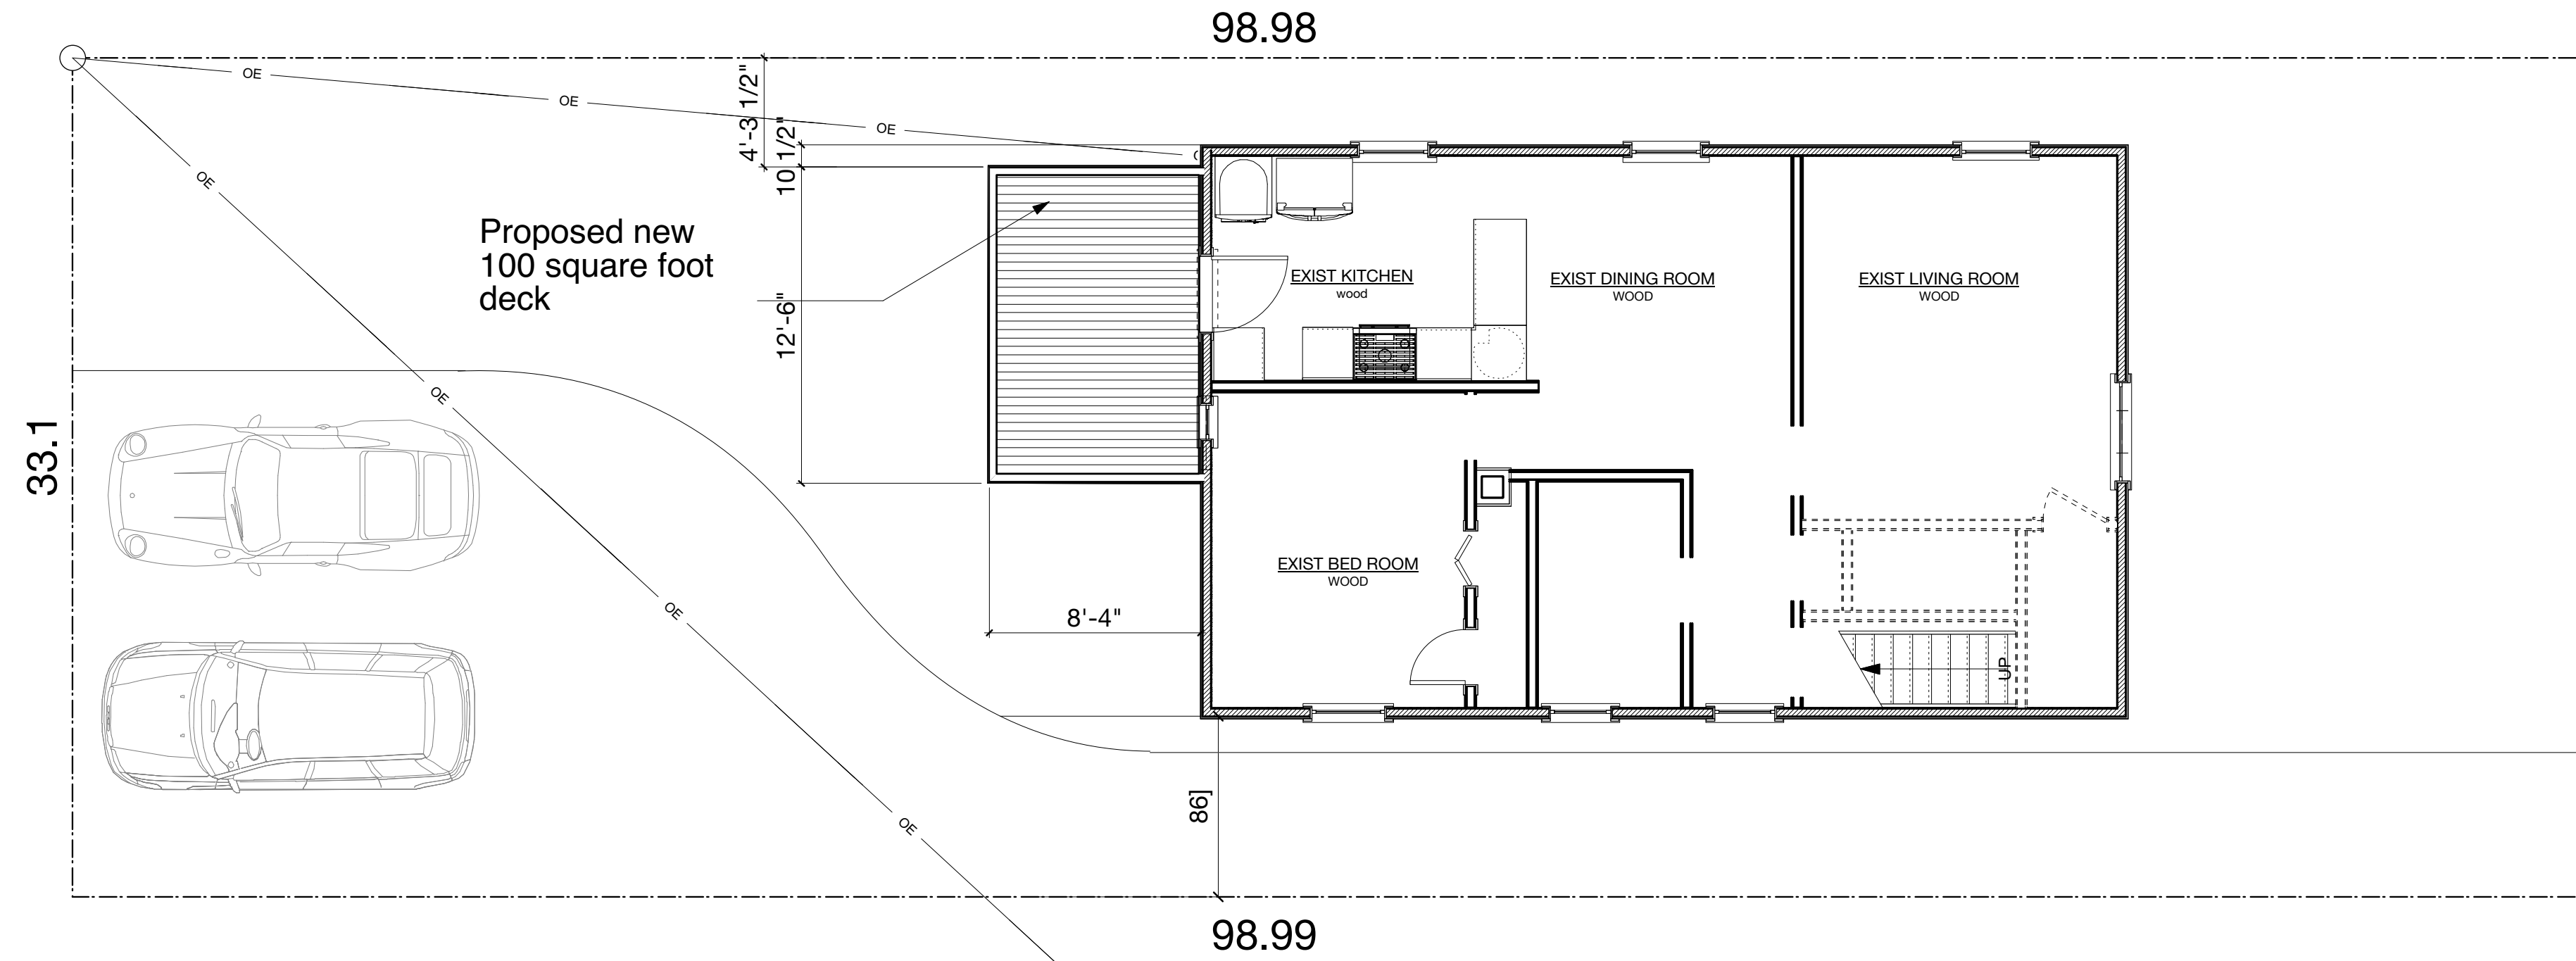 98.98
OE
OE
OE
4'-3 1/2"
10 1/2"
OE
Proposed new
100 square foot
deck
EXIST KITCHEN
wood
EXIST DINING ROOM
WOOD
EXIST LIVING ROOM
WOOD
12'-6"
OE
33.1
EXIST BED ROOM
WOOD
OE
8'-4"
UP
86]
OE
98.99